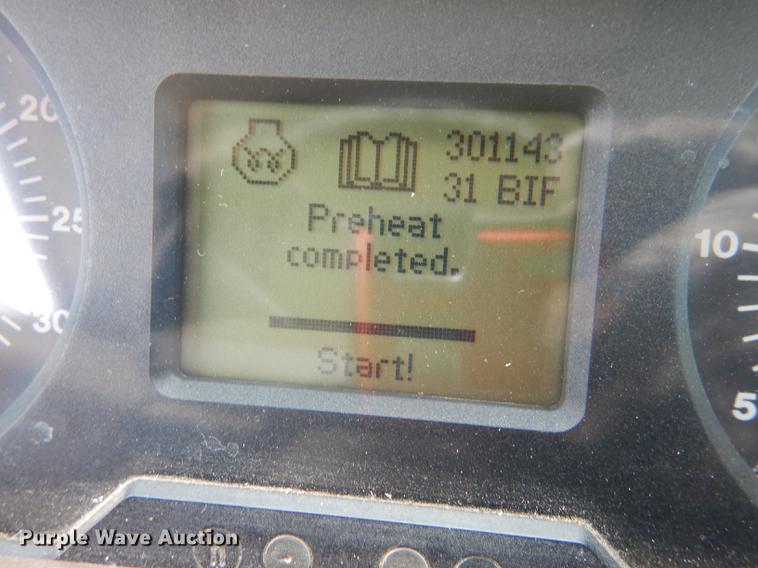 20
25
30
301143
31 BIF
Preheat
completed.
Start!
10
5
Purple Wave Auction